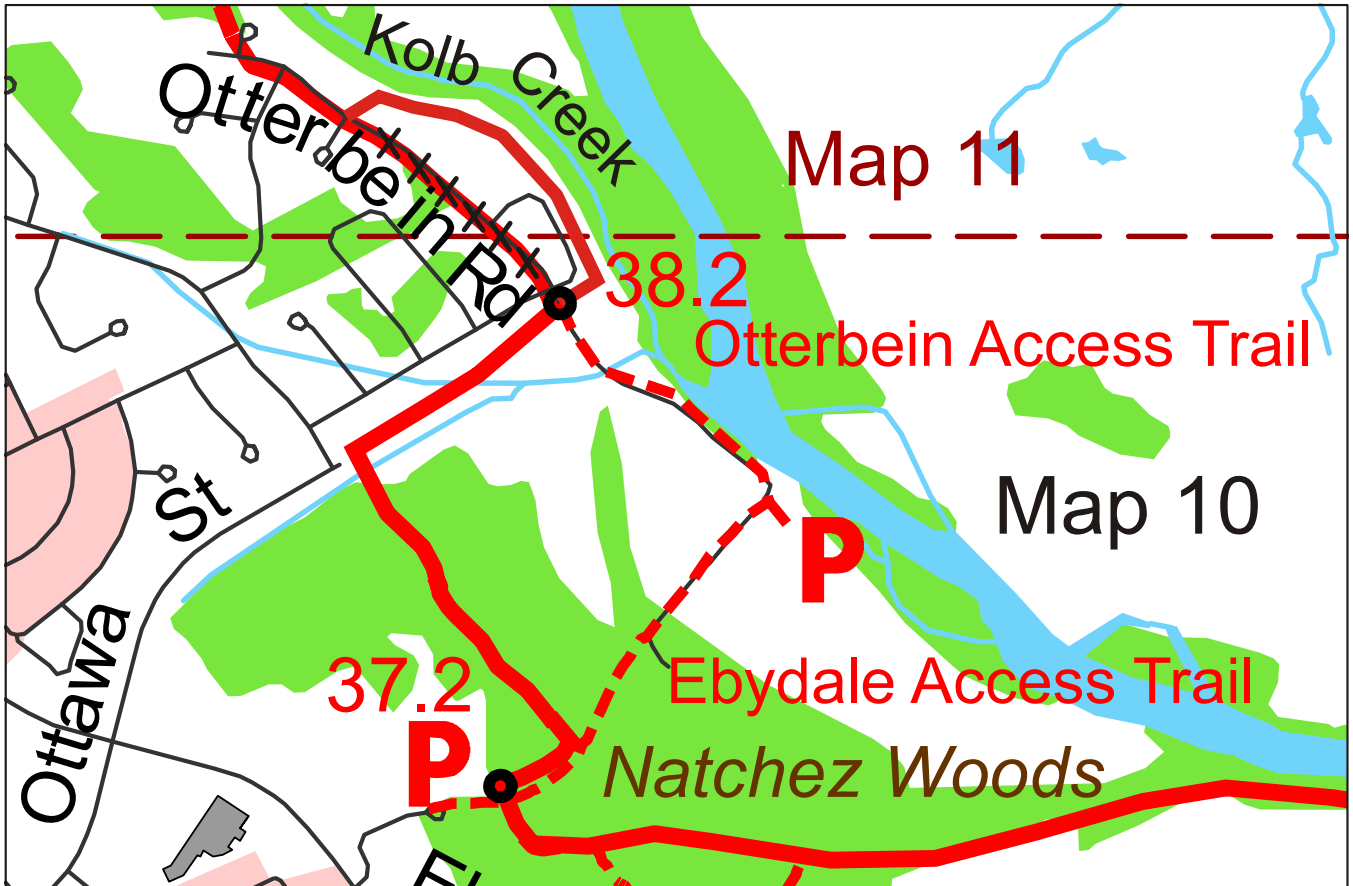 Kolb Creek
Otterbein Rd
Map 11
38.2
Otterbein Access Trail
Map 10
St
P
Ottawa
37.2
Ebydale Access Trail
P
Natchez Woods